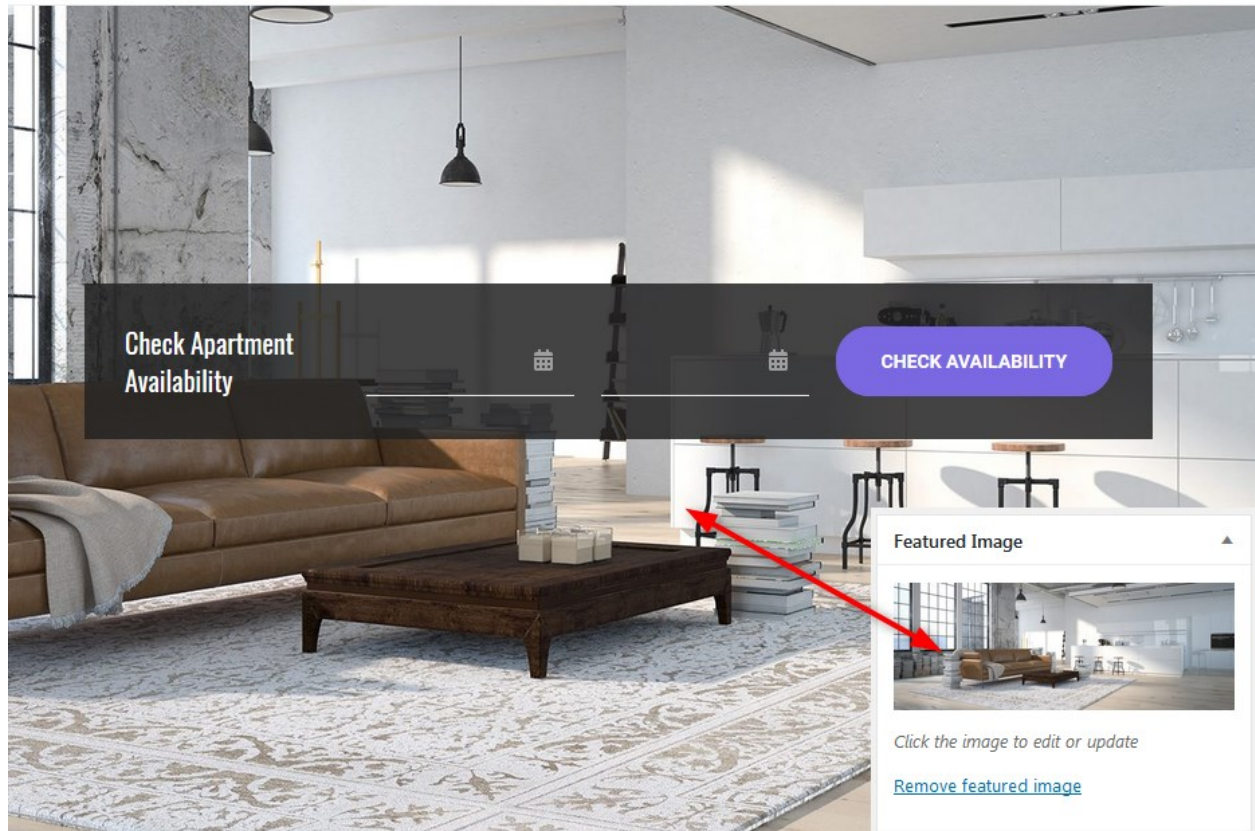 Check Apartment
Availability
CHECK AVAILABILITY
Featured Image
Click the image to edit or update
Remove featured image